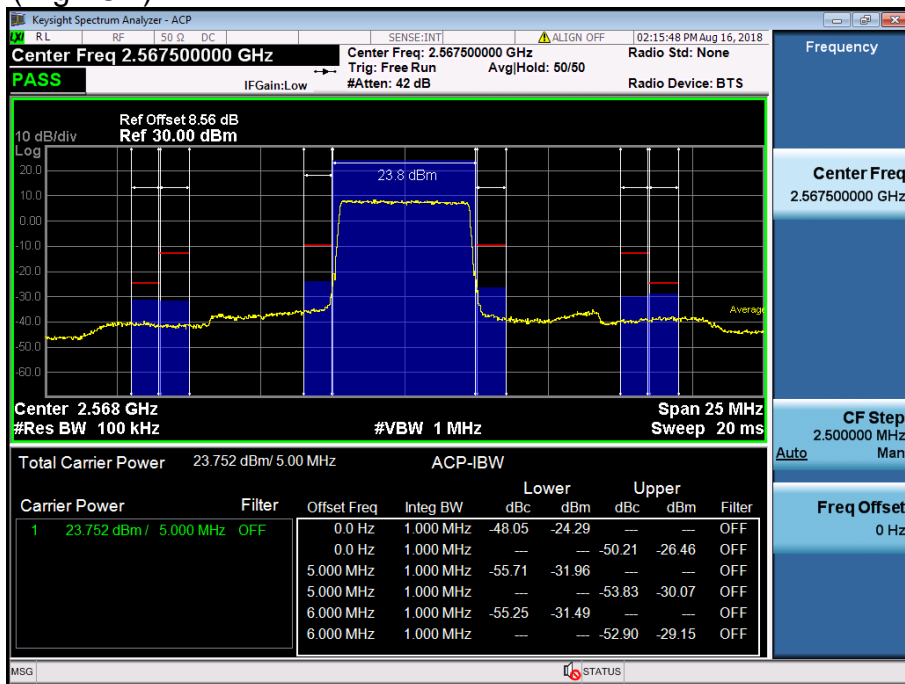 Keysight Spectrum Analyzer - ACP
LXI RL RF 50 Ω DC SENSE:INT ALIGN OFF 02:15:48 PM Aug 16, 2018
Center Freq 2.567500000 GHz
Center Freq: 2.567500000 GHz Radio Std: None
Trig: Free Run Avg|Hold: 50/50
PASS IFGain:Low #Atten: 42 dB Radio Device: BTS
Ref Offset 8.56 dB
10 dB/div Ref 30.00 dBm
Log
23.8 dBm
20.0
10.0
0.00
-10.0
-20.0
-30.0
-40.0
-50.0
-60.0
Average
Center 2.568 GHz Span 25 MHz
#Res BW 100 kHz #VBW 1 MHz Sweep 20 ms
Total Carrier Power 23.752 dBm/ 5.00 MHz ACP-IBW
Lower Upper
Carrier Power Filter Offset Freq Integ BW dBc dBm dBc dBm Filter
1 23.752 dBm / 5.000 MHz OFF 0.0 Hz 1.000 MHz -48.05 -24.29 --- --- OFF
0.0 Hz 1.000 MHz --- --- -50.21 -26.46 OFF
5.000 MHz 1.000 MHz -55.71 -31.96 --- --- OFF
5.000 MHz 1.000 MHz --- --- -53.83 -30.07 OFF
6.000 MHz 1.000 MHz -55.25 -31.49 --- --- OFF
6.000 MHz 1.000 MHz --- --- -52.90 -29.15 OFF
MSG STATUS
Frequency
Center Freq
2.567500000 GHz
CF Step
2.500000 MHz
Auto Man
Freq Offset
0 Hz